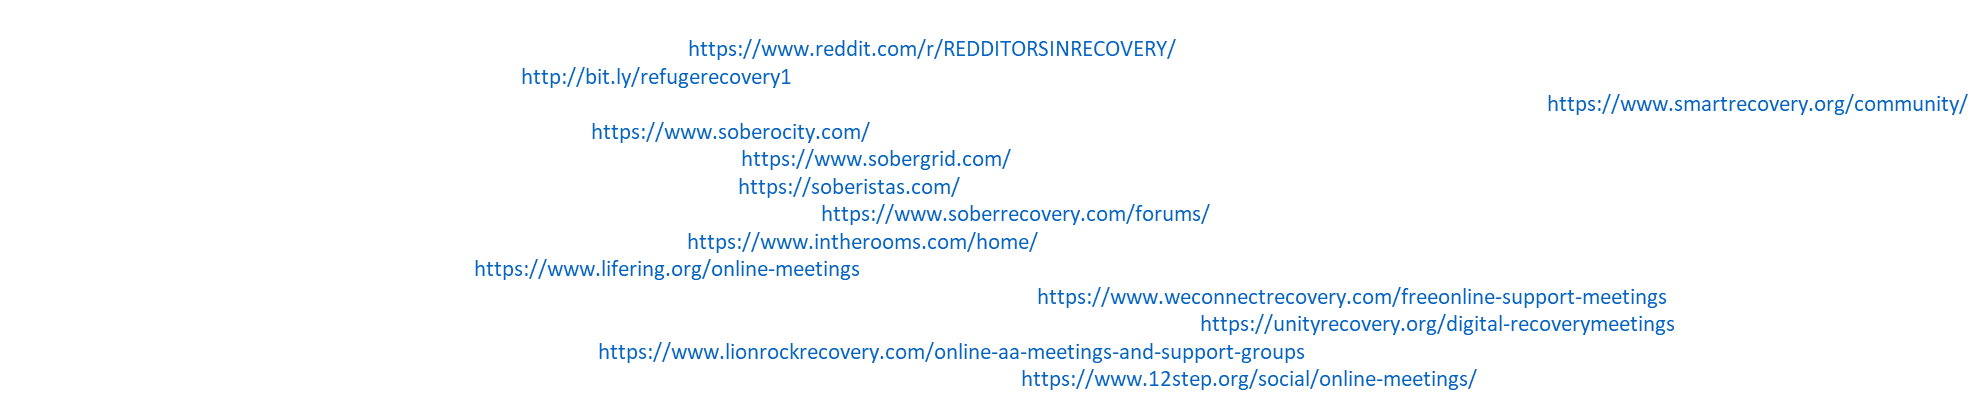 https://www.reddit.com/r/REDDITORSINRECOVERY/
http://bit.ly/refugerecovery1
https://www.smartrecovery.org/community/
https://www.soberocity.com/
https://www.sobergrid.com/
https://soberistas.com/
https://www.soberrecovery.com/forums/
https://www.intherooms.com/home/
https://www.lifering.org/online-meetings
https://www.weconnectrecovery.com/freeonline-support-meetings
https://unityrecovery.org/digital-recoverymeetings
https://www.lionrockrecovery.com/online-aa-meetings-and-support-groups
https://www.12step.org/social/online-meetings/